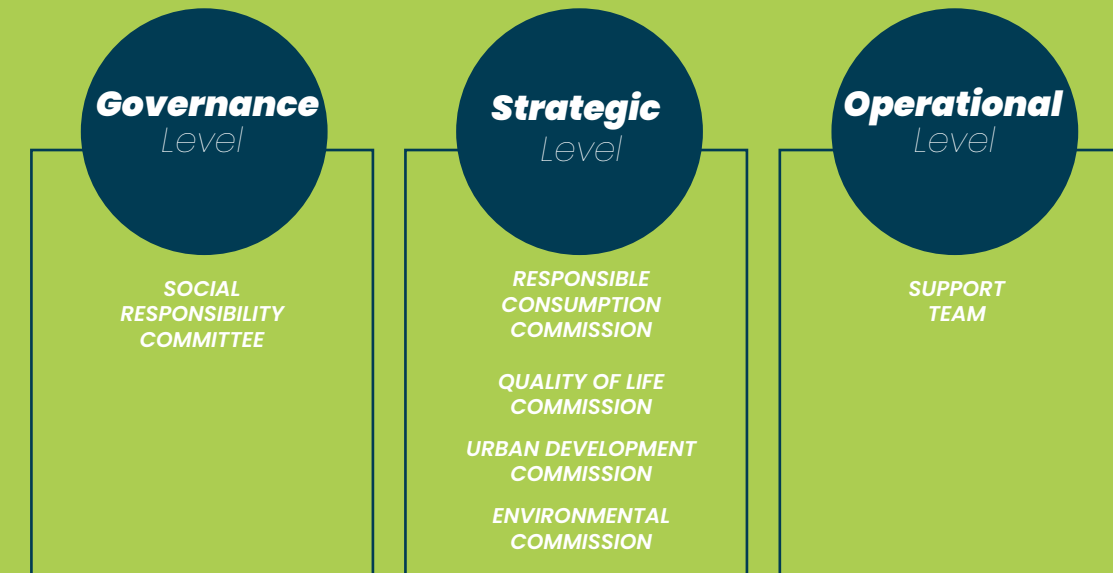 Governance
Level
SOCIAL
RESPONSIBILITY
COMMITTEE
Strategic
Level
RESPONSIBLE
CONSUMPTION
COMMISSION
QUALITY OF LIFE
COMMISSION
URBAN DEVELOPMENT
COMMISSION
ENVIRONMENTAL
COMMISSION
Operational
Level
SUPPORT
TEAM